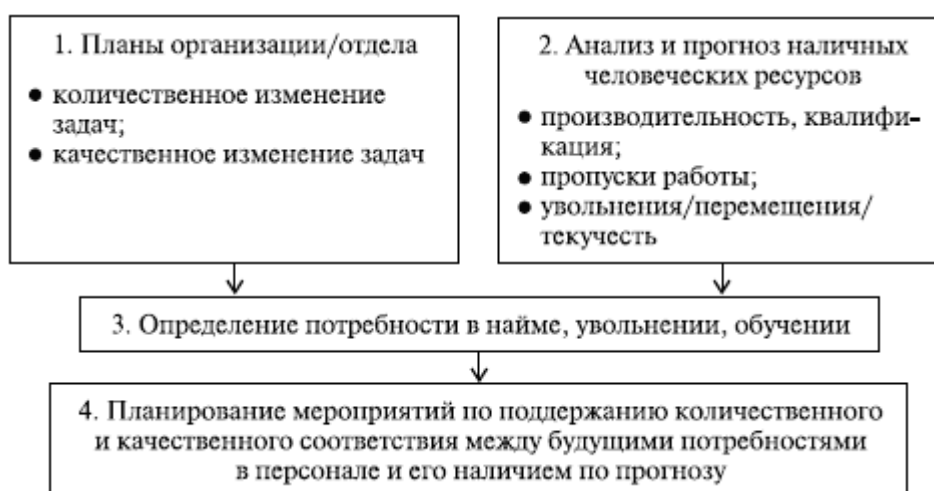 1. Планы организации/отдела
● количественное изменение
задач;
● качественное изменение задач
2. Анализ и прогноз наличных
человеческих ресурсов
● производительность, квалифи-
кация;
● пропуски работы;
● увольнения/перемещения/
текучесть
3. Определение потребности в найме, увольнении, обучении
4. Планирование мероприятий по поддержанию количественного
и качественного соответствия между будущими потребностями
в персонале и его наличием по прогнозу